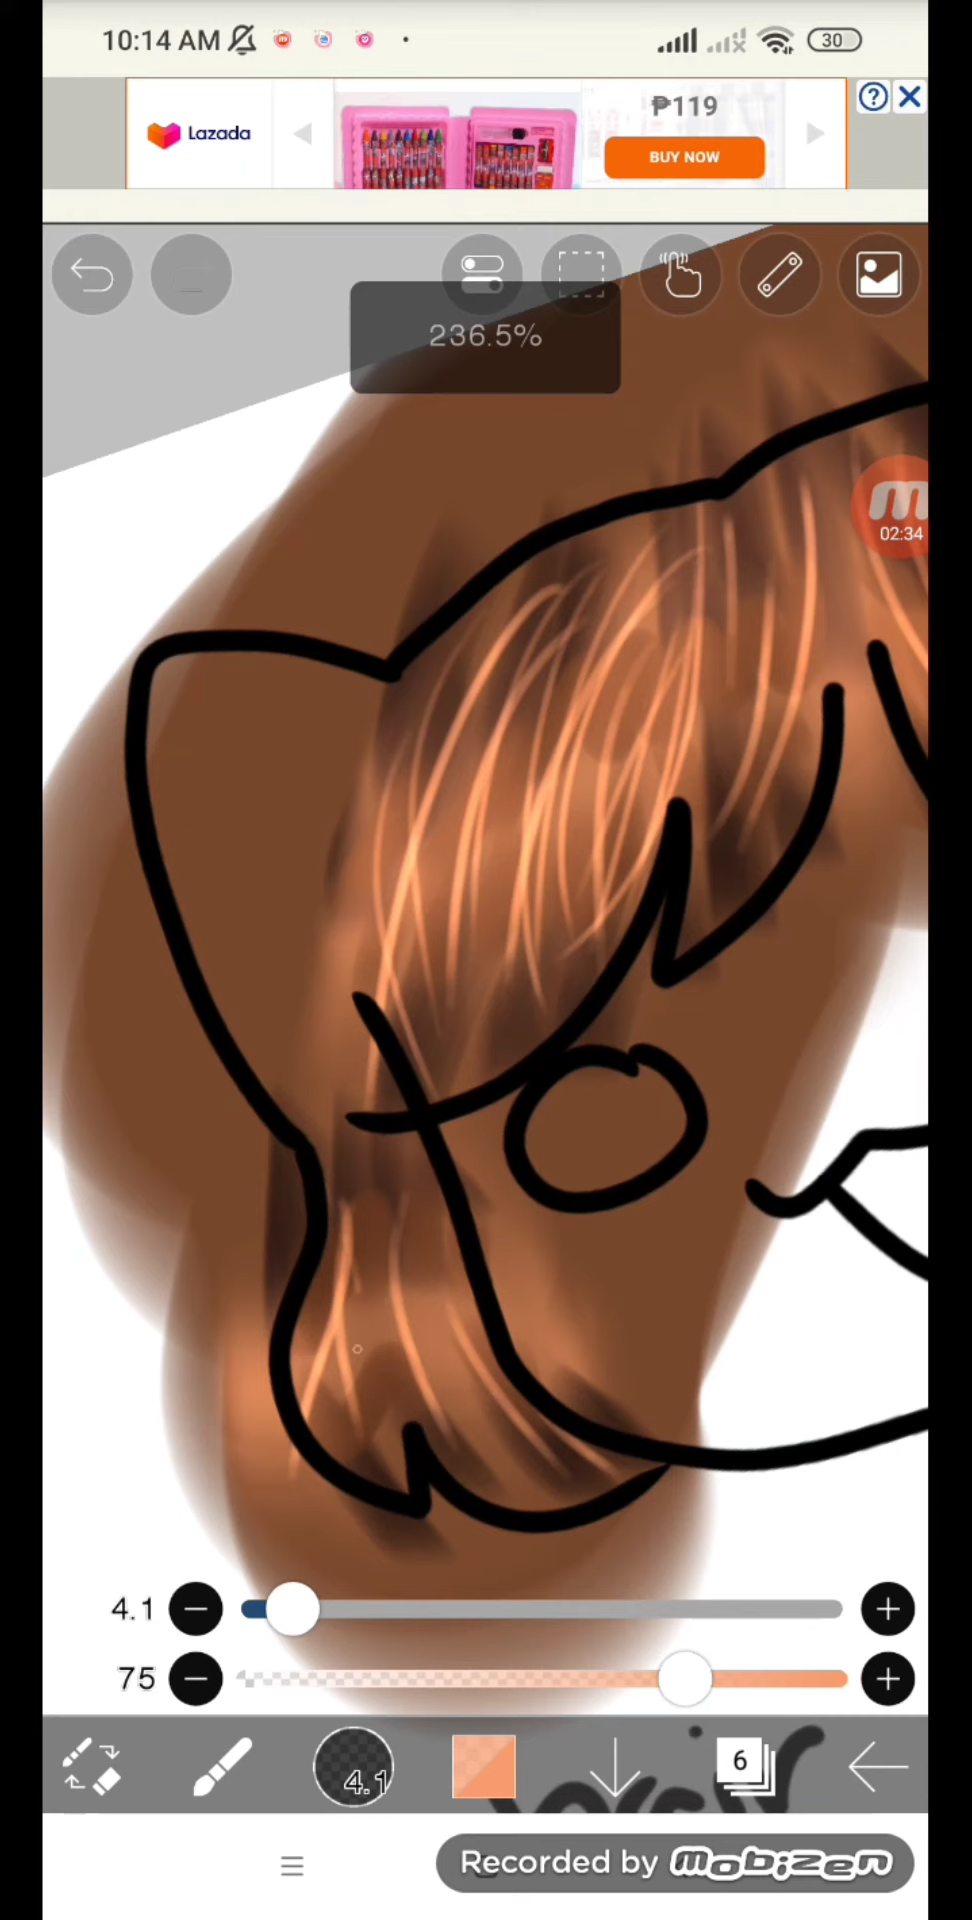 10:14 AM
30
Lazada
₱119
BUY NOW
236.5%
02:34
4.1
75
4.1
6
Recorded by mobizen